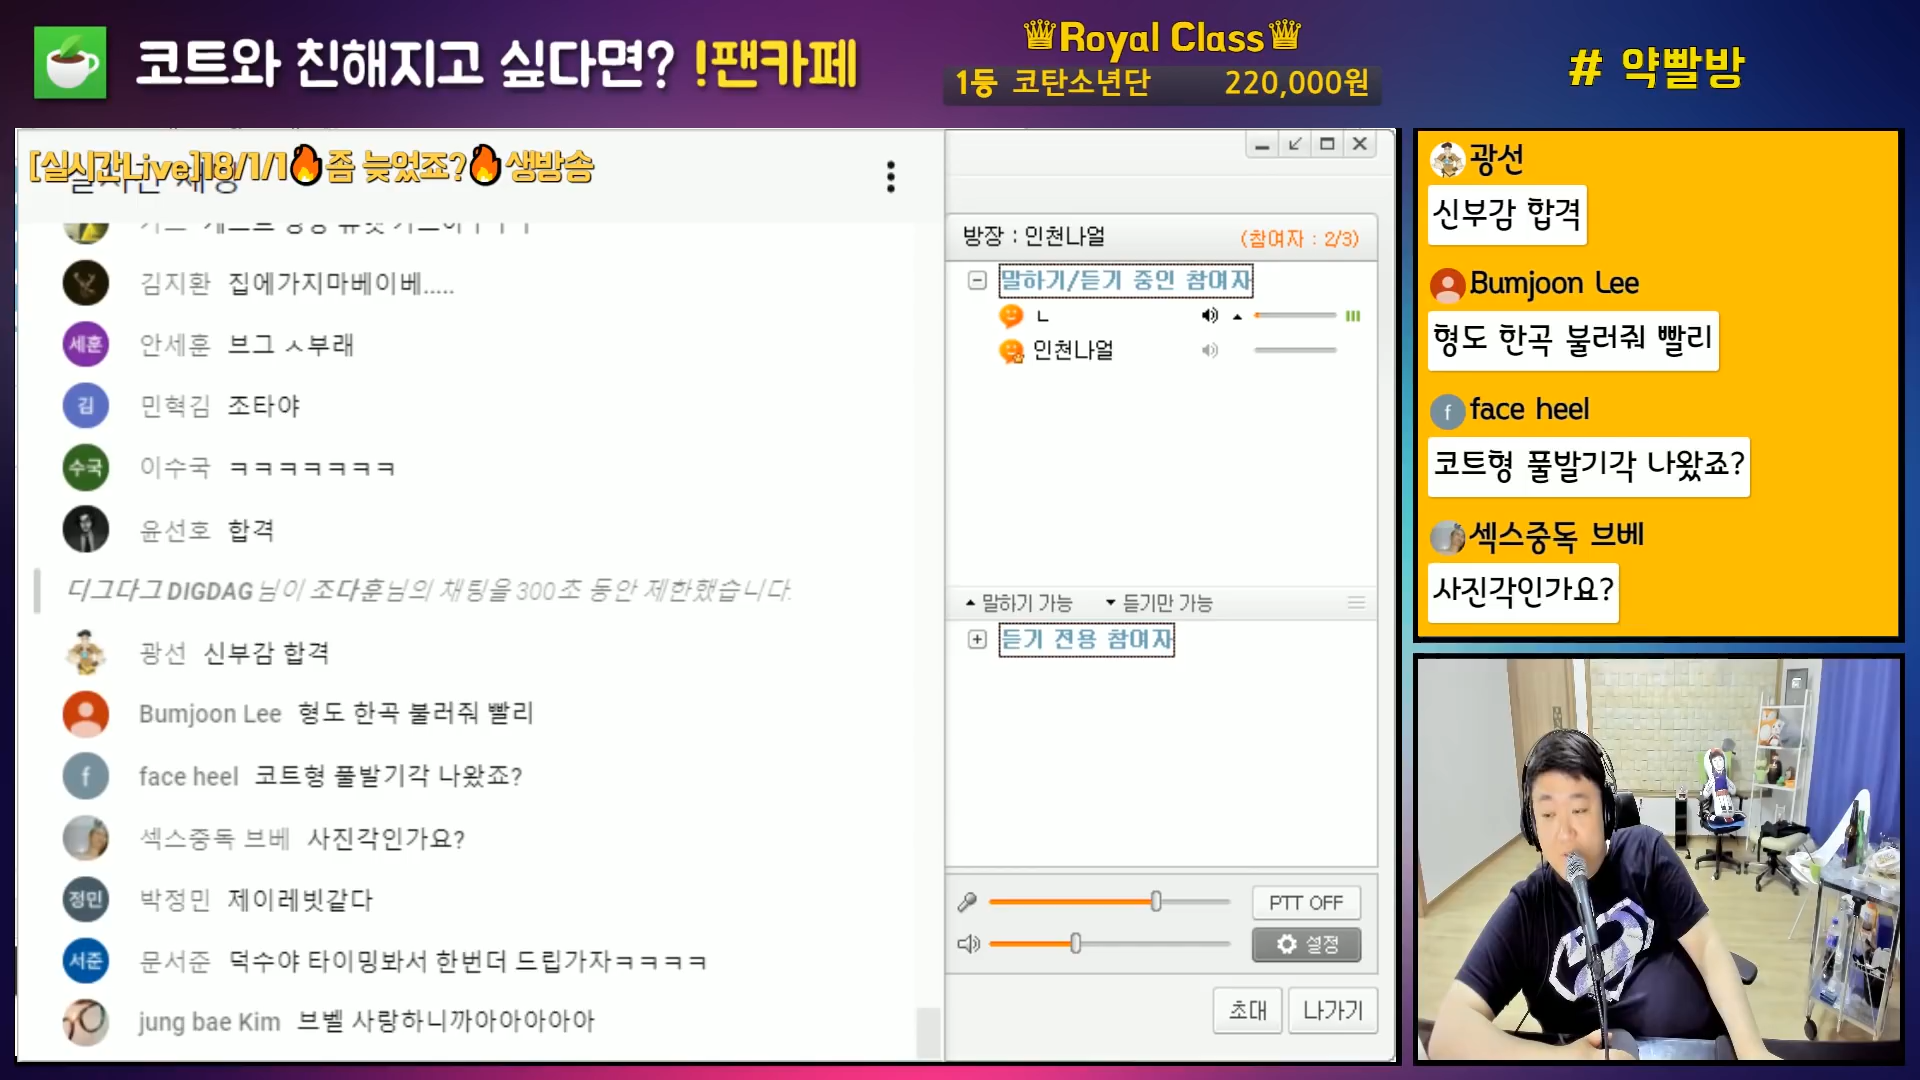 코트와 친해지고 싶다면? !팬카페
Royal Class
1등 코탄소년단 220,000원
# 약빨방
[실시간Live]18/1/1🔥좀 늦었죠?🔥생방송
김지환 집에가지마베이베.....
세훈 안세훈 브그 ㅅ부래
김 민혁김 조타야
수국 이수국 ㅋㅋㅋㅋㅋㅋㅋ
윤선호 합격
디그다그 DIGDAG님이 조다훈님의 채팅을 300초 동안 제한했습니다.
광선 신부감 합격
Bumjoon Lee 형도 한곡 불러줘 빨리
f face heel 코트형 풀발기각 나왔죠?
섹스중독 브베 사진각인가요?
정민 박정민 제이레빗같다
서준 문서준 덕수야 타이밍봐서 한번더 드립가자ㅋㅋㅋㅋ
jung bae Kim 브벨 사랑하니까아아아아아
방장 : 인천나얼 (참여자 : 2/3)
말하기/듣기 중인 참여자
ㄴ
인천나얼
말하기 가능 듣기만 가능
듣기 전용 참여자
PTT OFF
설정
초대 나가기
광선
신부감 합격
Bumjoon Lee
형도 한곡 불러줘 빨리
f face heel
코트형 풀발기각 나왔죠?
섹스중독 브베
사진각인가요?